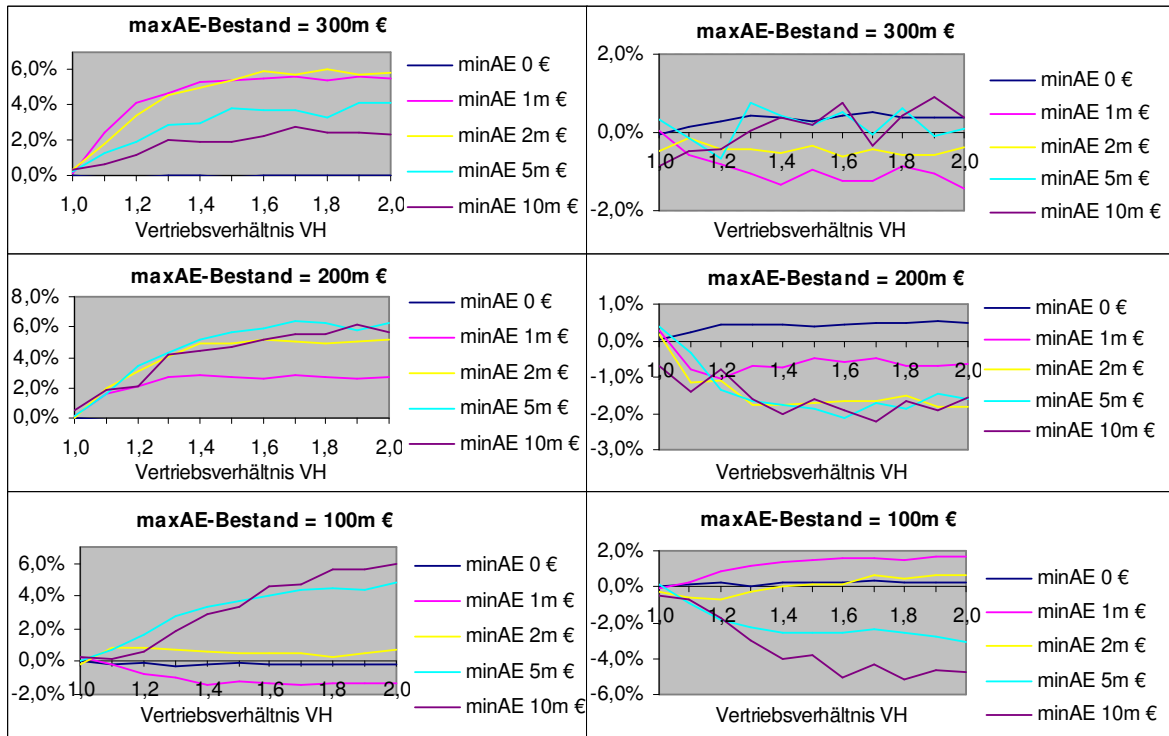 maxAE-Bestand = 300m €
6,0%
4,0%
2,0%
0,0%
1,0 1,2 1,4 1,6 1,8 2,0
Vertriebsverhältnis VH
minAE 0 €
minAE 1m €
minAE 2m €
minAE 5m €
minAE 10m €
maxAE-Bestand = 300m €
2,0%
0,0%
-2,0%
1,0 1,2 1,4 1,6 1,8 2,0
Vertriebsverhältnis VH
minAE 0 €
minAE 1m €
minAE 2m €
minAE 5m €
minAE 10m €
maxAE-Bestand = 200m €
8,0%
6,0%
4,0%
2,0%
0,0%
1,0 1,2 1,4 1,6 1,8 2,0
Vertriebsverhältnis VH
minAE 0 €
minAE 1m €
minAE 2m €
minAE 5m €
minAE 10m €
maxAE-Bestand = 200m €
1,0%
0,0%
-1,0%
-2,0%
-3,0%
1,0 1,2 1,4 1,6 1,8 2,0
Vertriebsverhältnis VH
minAE 0 €
minAE 1m €
minAE 2m €
minAE 5m €
minAE 10m €
maxAE-Bestand = 100m €
6,0%
4,0%
2,0%
0,0%
-2,0%
1,0 1,2 1,4 1,6 1,8 2,0
Vertriebsverhältnis VH
minAE 0 €
minAE 1m €
minAE 2m €
minAE 5m €
minAE 10m €
maxAE-Bestand = 100m €
2,0%
0,0%
-2,0%
-4,0%
-6,0%
1,0 1,2 1,4 1,6 1,8 2,0
Vertriebsverhältnis VH
minAE 0 €
minAE 1m €
minAE 2m €
minAE 5m €
minAE 10m €